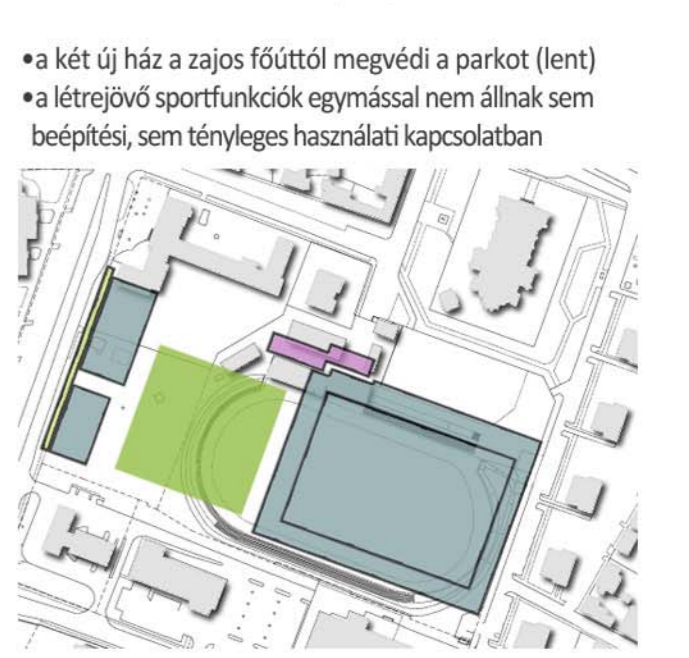 •a két új ház a zajos főúttól megvédi a parkot (lent)
•a létrejövő sportfunkciók egymással nem állnak sem
beépítési, sem tényleges használati kapcsolatban